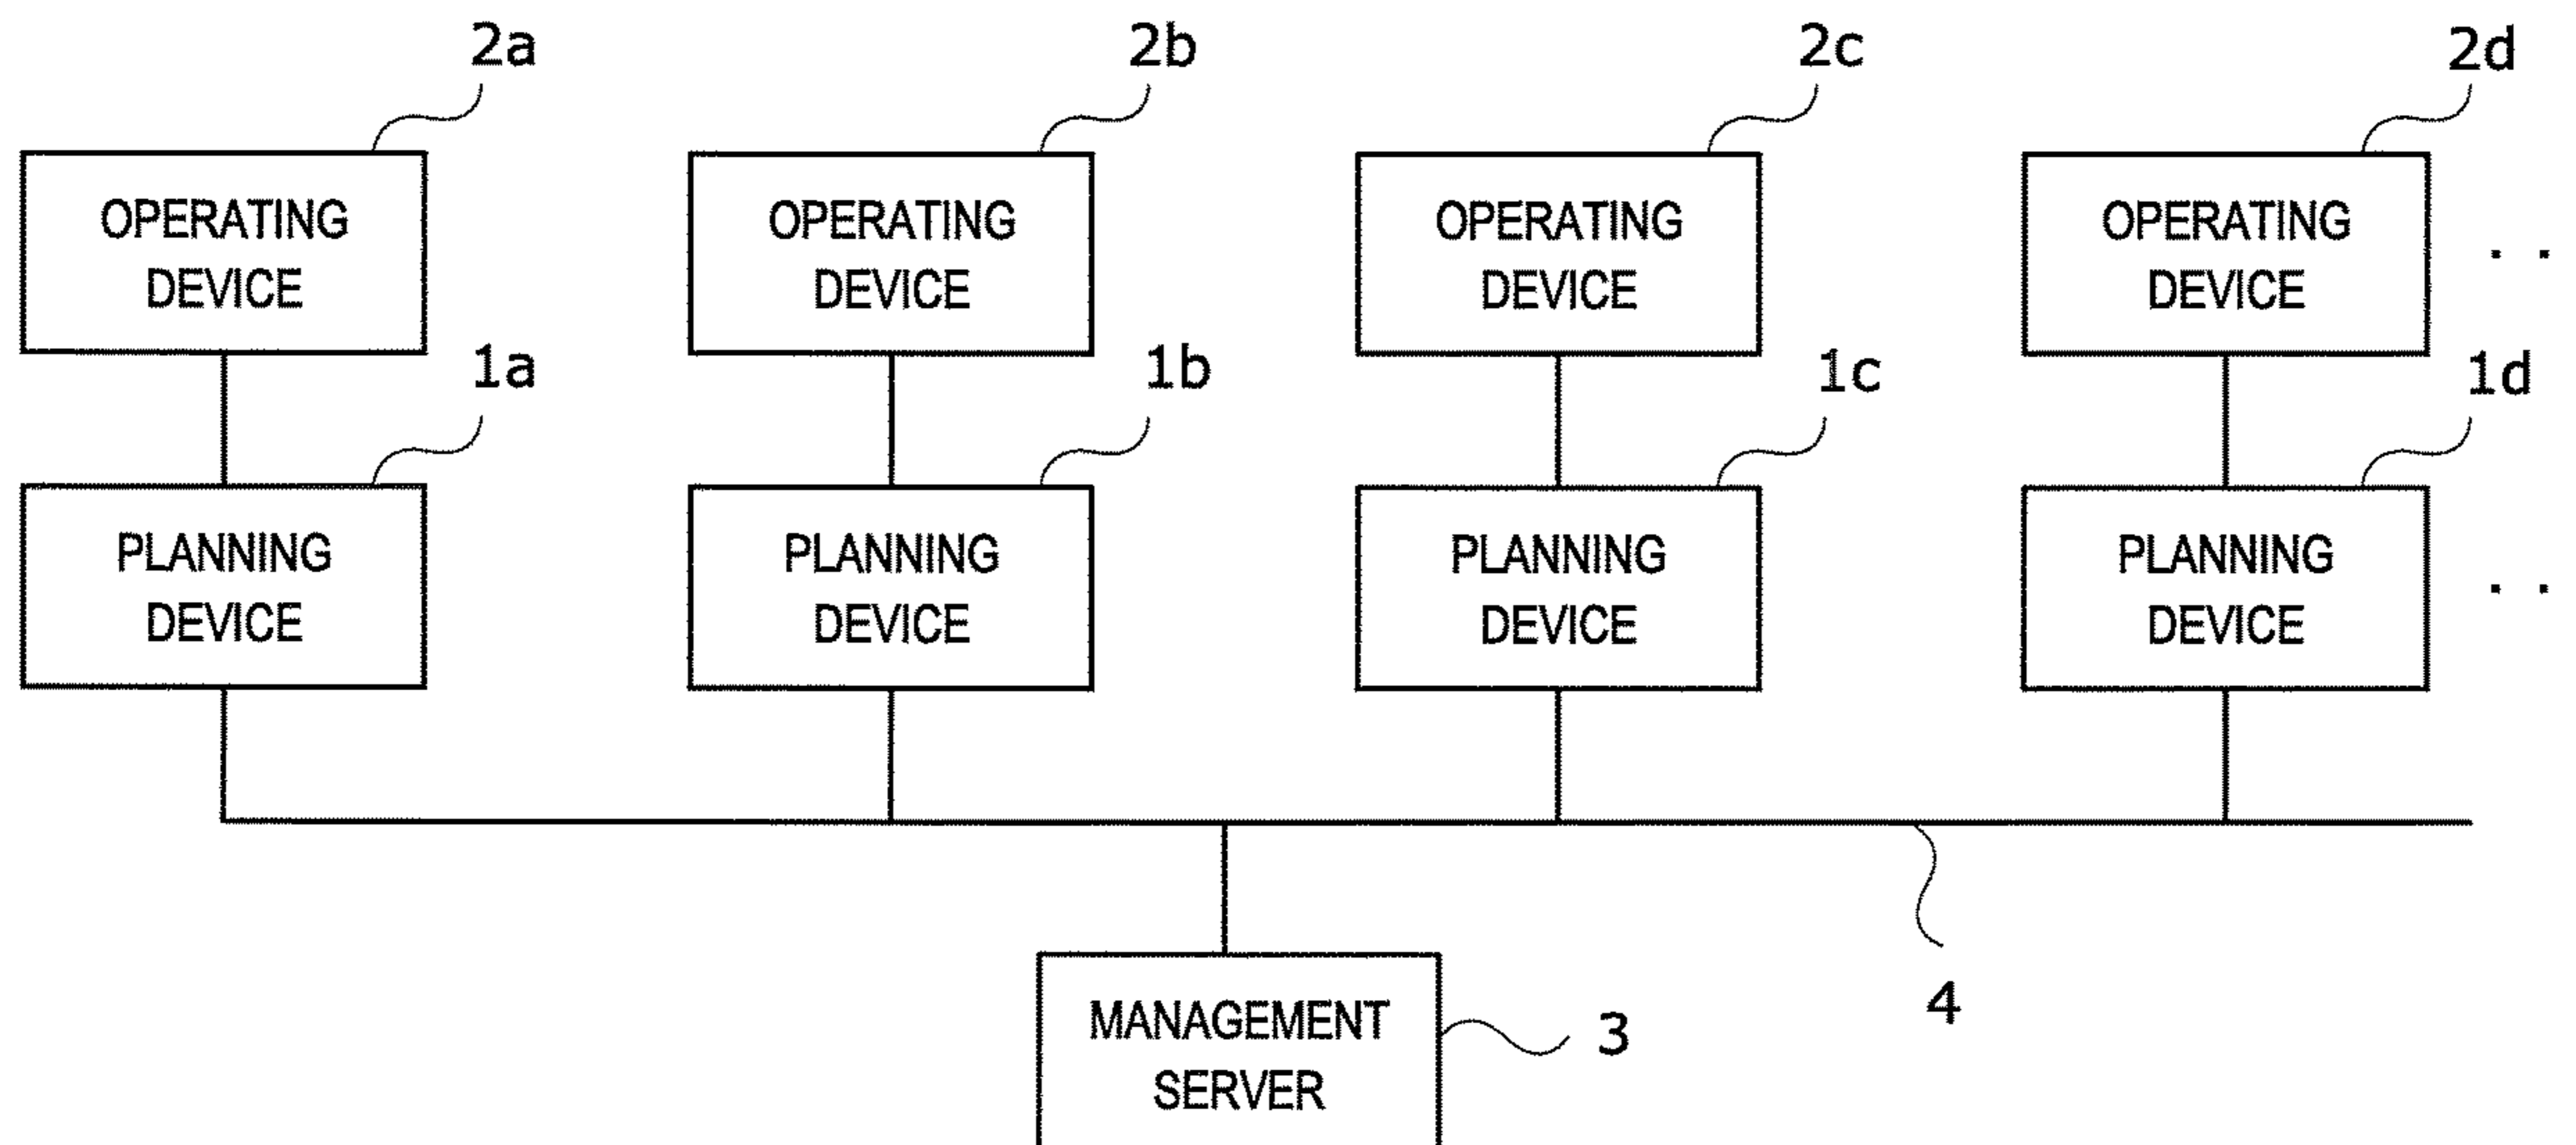 2a 2b 2c 2d
OPERATING OPERATING OPERATING OPERATING
DEVICE DEVICE DEVICE DEVICE . .
1a 1b 1c 1d
PLANNING PLANNING PLANNING PLANNING
DEVICE DEVICE DEVICE DEVICE . .
4
MANAGEMENT 3
SERVER